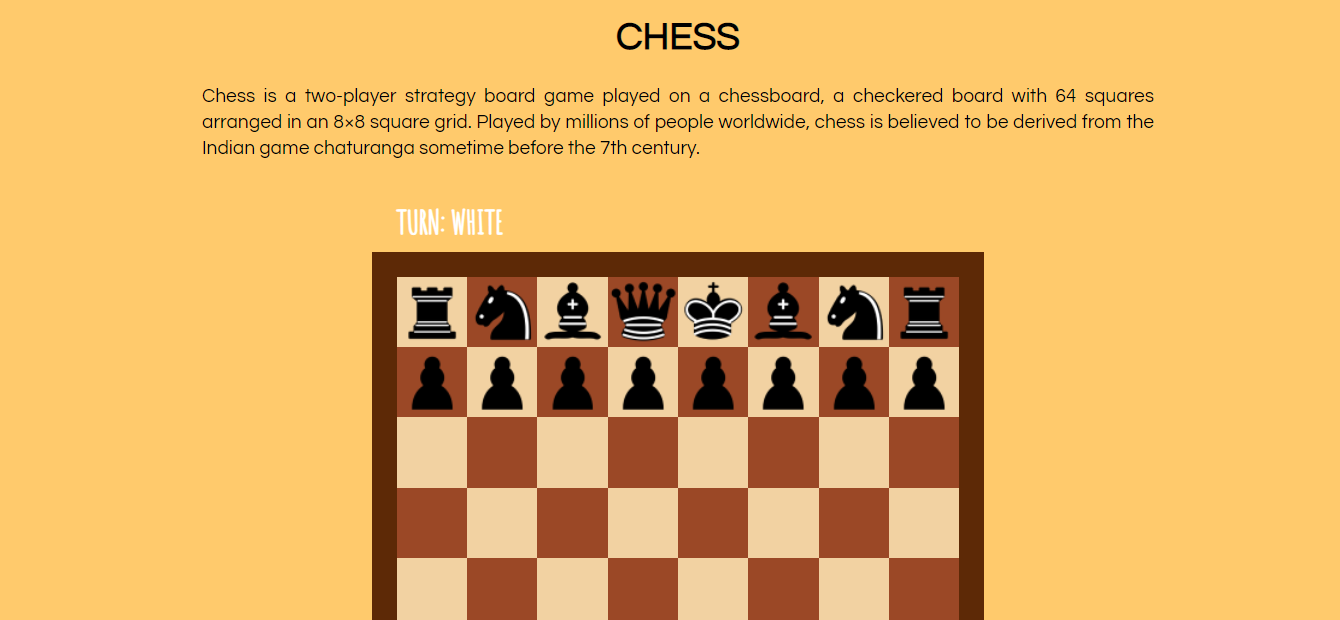 CHESS
Chess is a two-player strategy board game played on a chessboard, a checkered board with 64 squares
arranged in an 8×8 square grid. Played by millions of people worldwide, chess is believed to be derived from the
Indian game chaturanga sometime before the 7th century.
TURN: WHITE